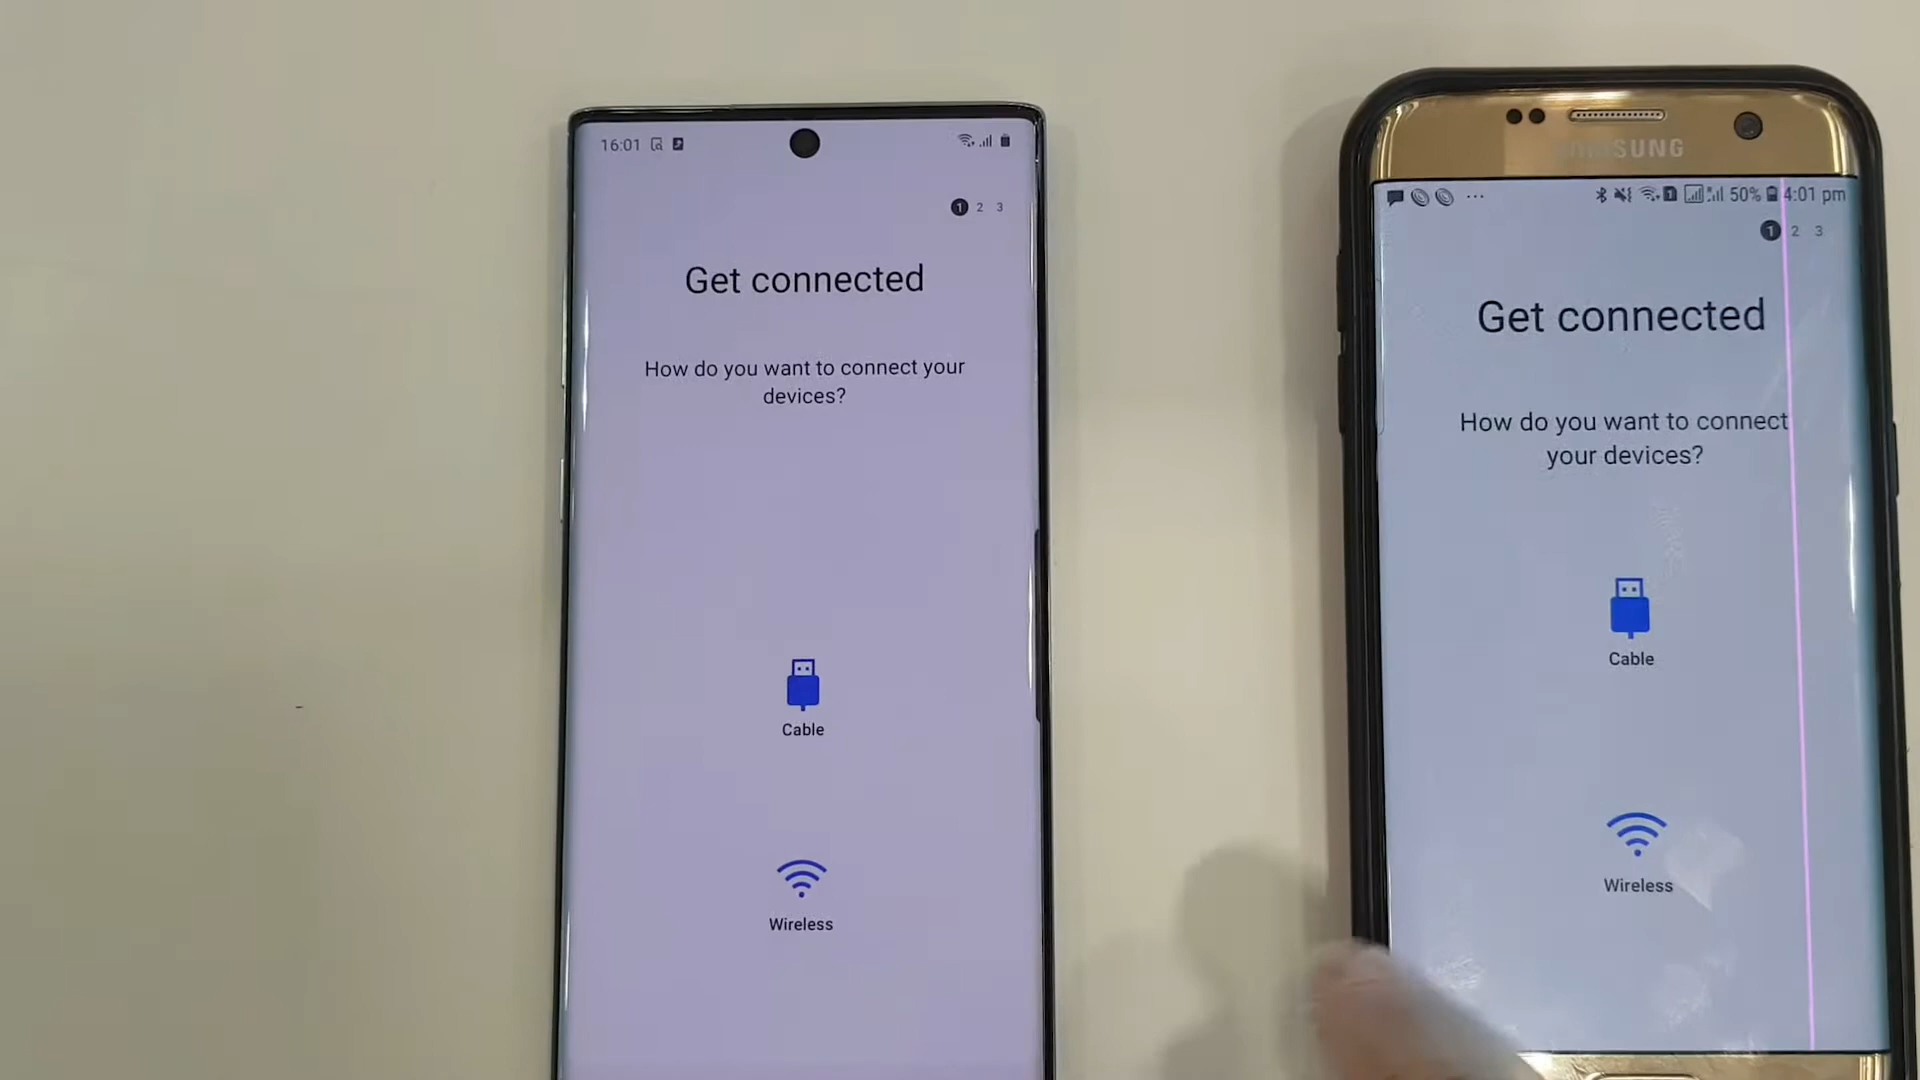 16:01
1 2 3
Get connected
How do you want to connect your
devices?
Cable
Wireless
SAMSUNG
50% 4:01 pm
1 2 3
Get connected
How do you want to connect
your devices?
Cable
Wireless